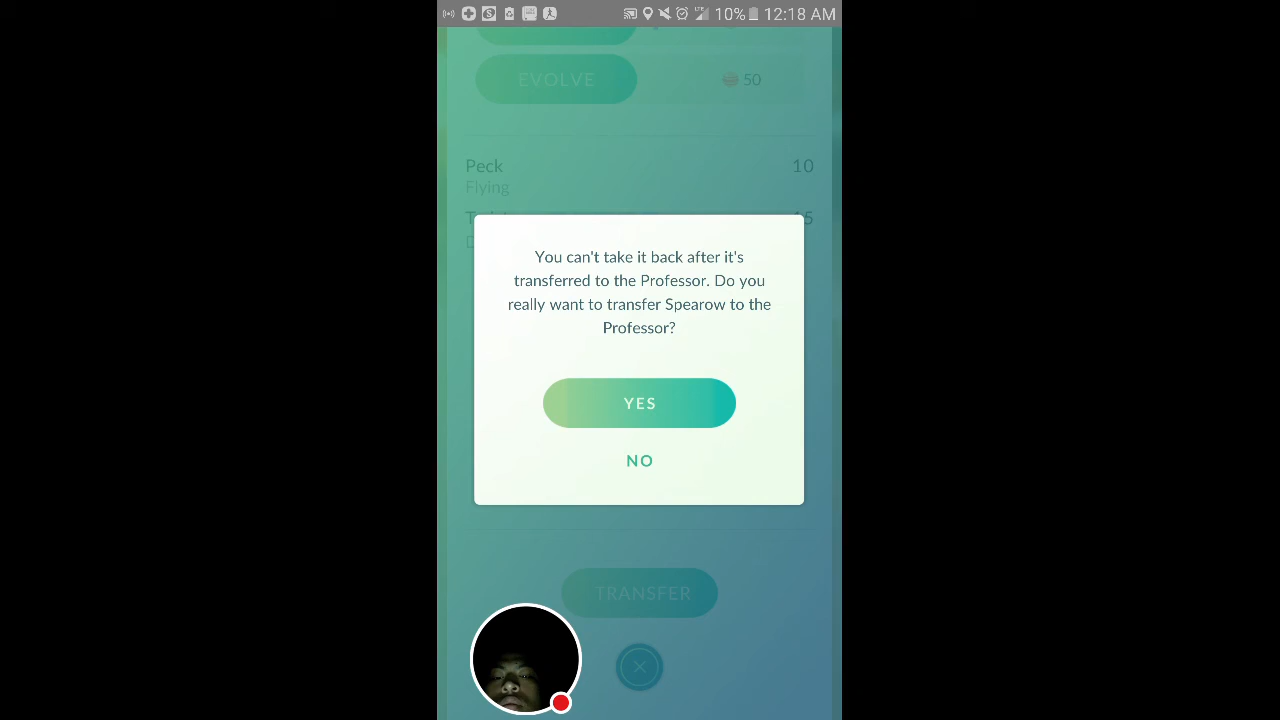 10% 12:18 AM
EVOLVE
50
Peck
10
Flying
You can't take it back after it's
transferred to the Professor. Do you
really want to transfer Spearow to the
Professor?
YES
NO
TRANSFER